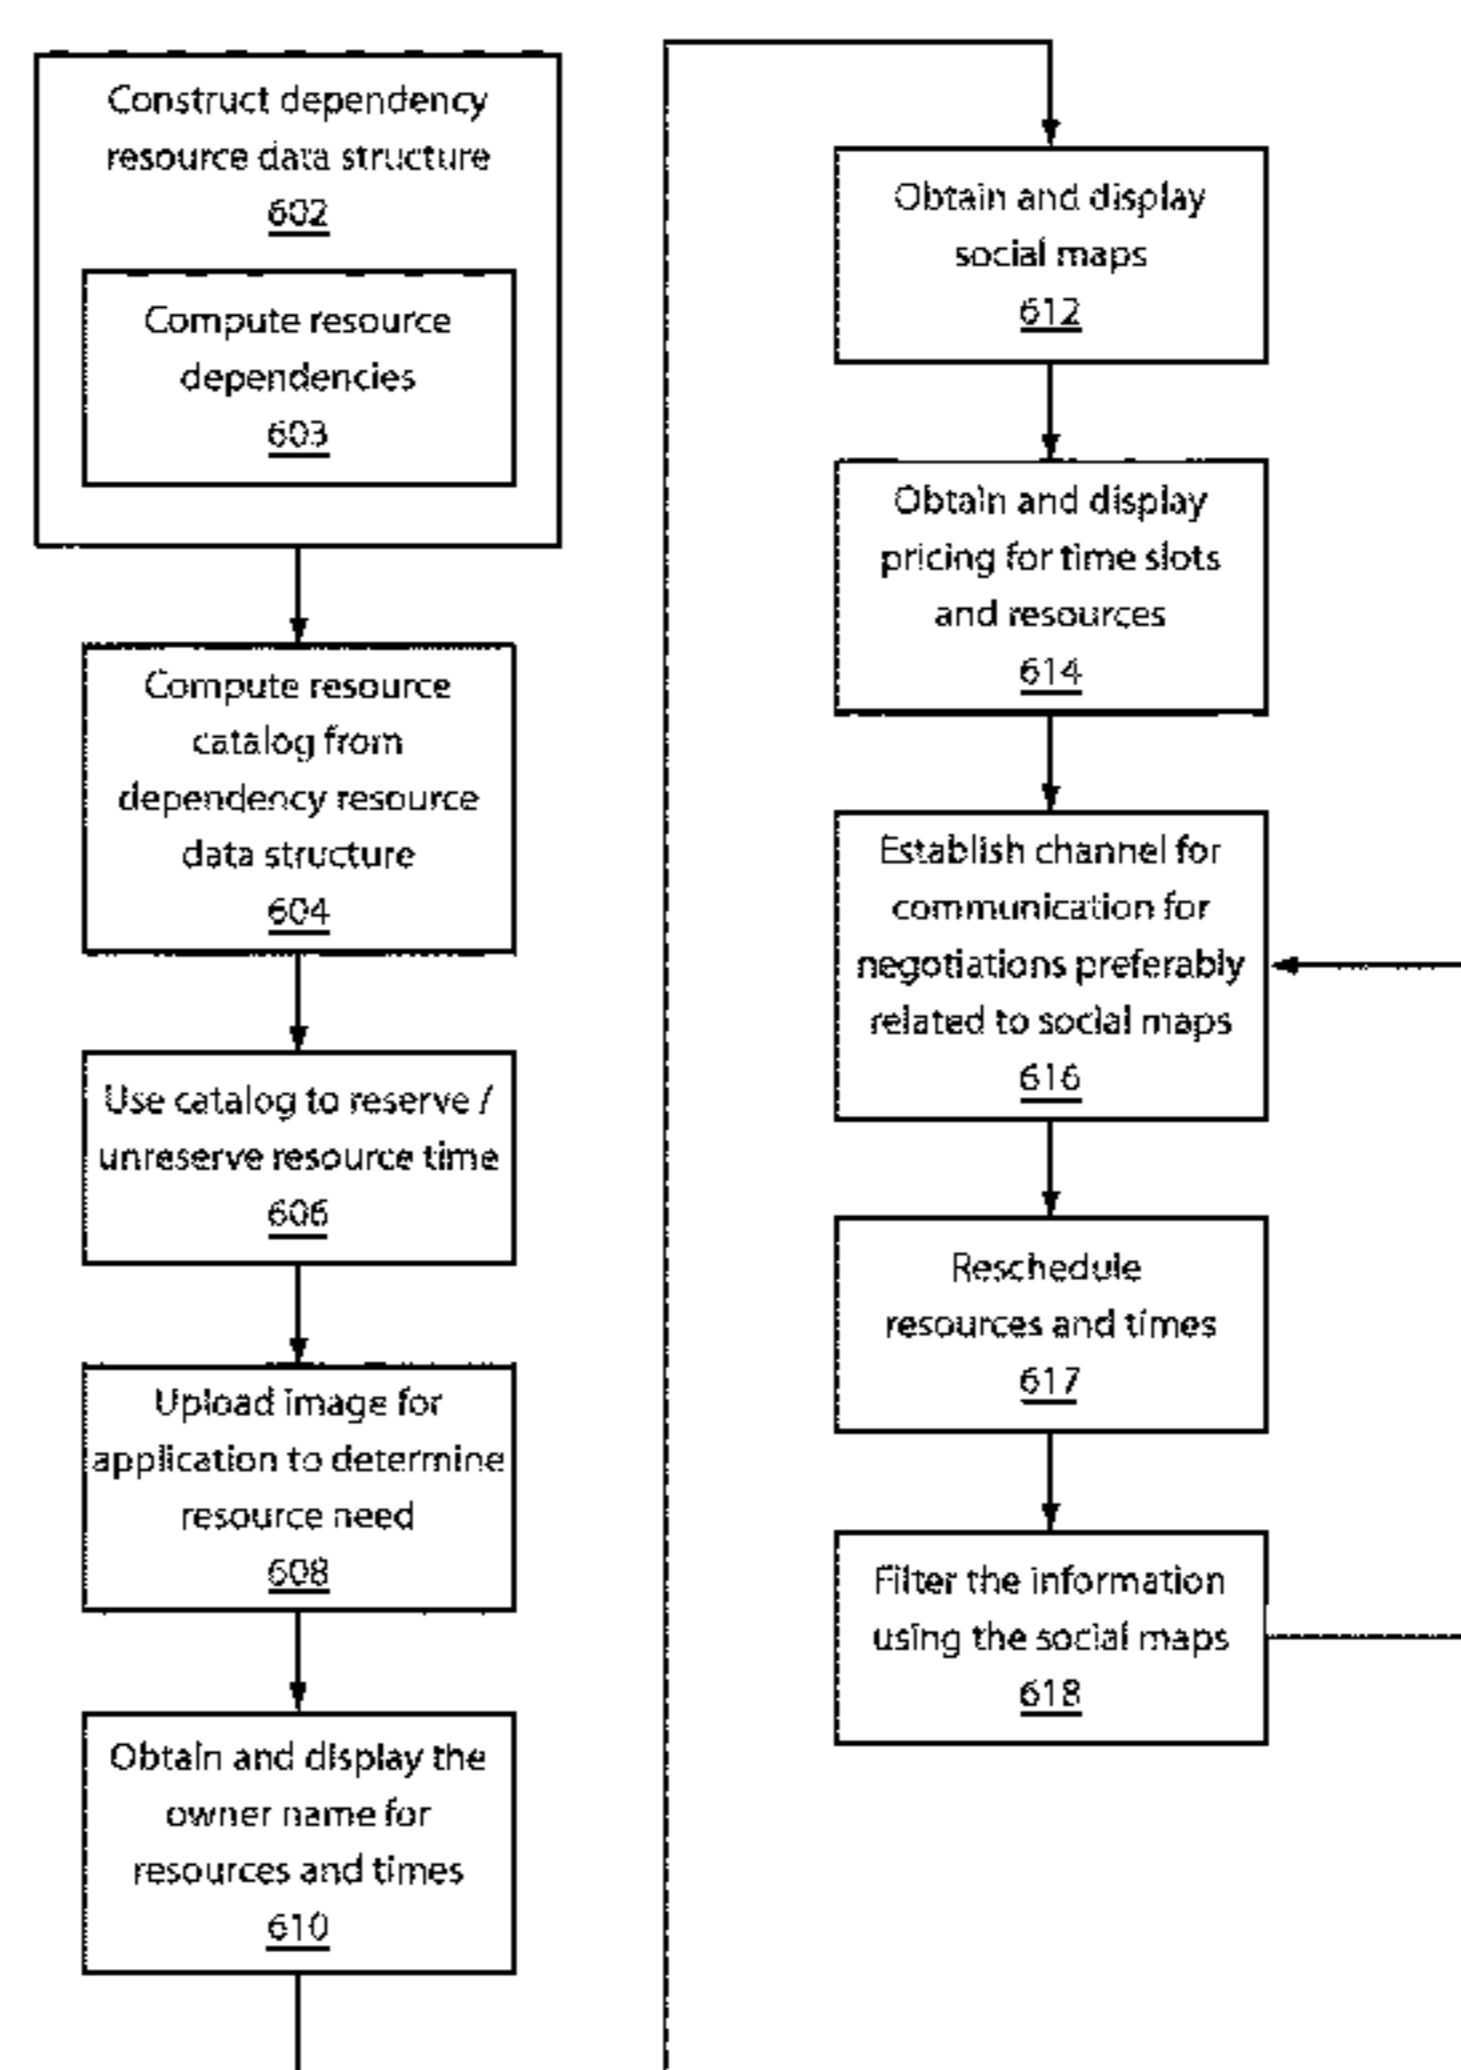 Construct dependency
resource data structure
602
Compute resource
dependencies
603
Compute resource
catalog from
dependency resource
data structure
604
Use catalog to reserve /
unreserve resource time
606
Upload image for
application to determine
resource need
608
Obtain and display the
owner name for
resources and times
610
Obtain and display
social maps
612
Obtain and display
pricing for time slots
and resources
614
Establish channel for
communication for
negotiations preferably
related to social maps
616
Reschedule
resources and times
617
Filter the information
using the social maps
618